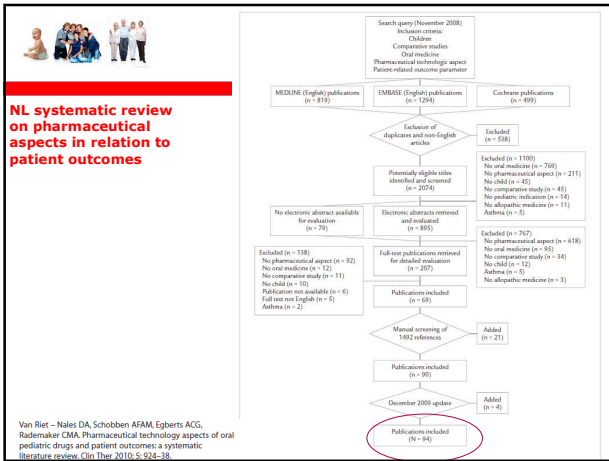 NL systematic review
on pharmaceutical
aspects in relation to
patient outcomes
Search query (November 2008)
Inclusion criteria:
Children
Comparative studies
Oral medicine
Pharmaceutical technologic aspect
Patient-related outcome parameter
MEDLINE (English) publications
(n = 819)
EMBASE (English) publications
(n = 1294)
Cochrane publications
(n = 499)
Exclusion of
duplicates and non-English
articles
Excluded
(n = 538)
Potentially eligible titles
identified and screened
(n = 2074)
Excluded (n = 1100)
No oral medicine (n = 769)
No pharmaceutical aspect (n = 211)
No child (n = 45)
No comparative study (n = 45)
No pediatric indication (n = 14)
No allopathic medicine (n = 11)
Asthma (n = 5)
No electronic abstract available
for evaluation
(n = 79)
Electronic abstracts retrieved
and evaluated
(n = 895)
Excluded (n = 767)
No pharmaceutical aspect (n = 618)
No oral medicine (n = 95)
No comparative study (n = 34)
No child (n = 12)
Asthma (n = 5)
No allopathic medicine (n = 3)
Excluded (n = 138)
No pharmaceutical aspect (n = 92)
No oral medicine (n = 12)
No comparative study (n = 11)
No child (n = 10)
Publication not available (n = 6)
Full text not English (n = 5)
Asthma (n = 2)
Full-text publications retrieved
for detailed evaluation
(n = 207)
Publications included
(n = 69)
Manual screening of
1492 references
Added
(n = 21)
Publications included
(n = 90)
December 2009 update
Added
(n = 4)
Publications included
(N = 94)
Van Riet – Nales DA, Schobben AFAM, Egberts ACG,
Rademaker CMA. Pharmaceutical technology aspects of oral
pediatric drugs and patient outcomes: a systematic
literature review. Clin Ther 2010; 5: 924–38.